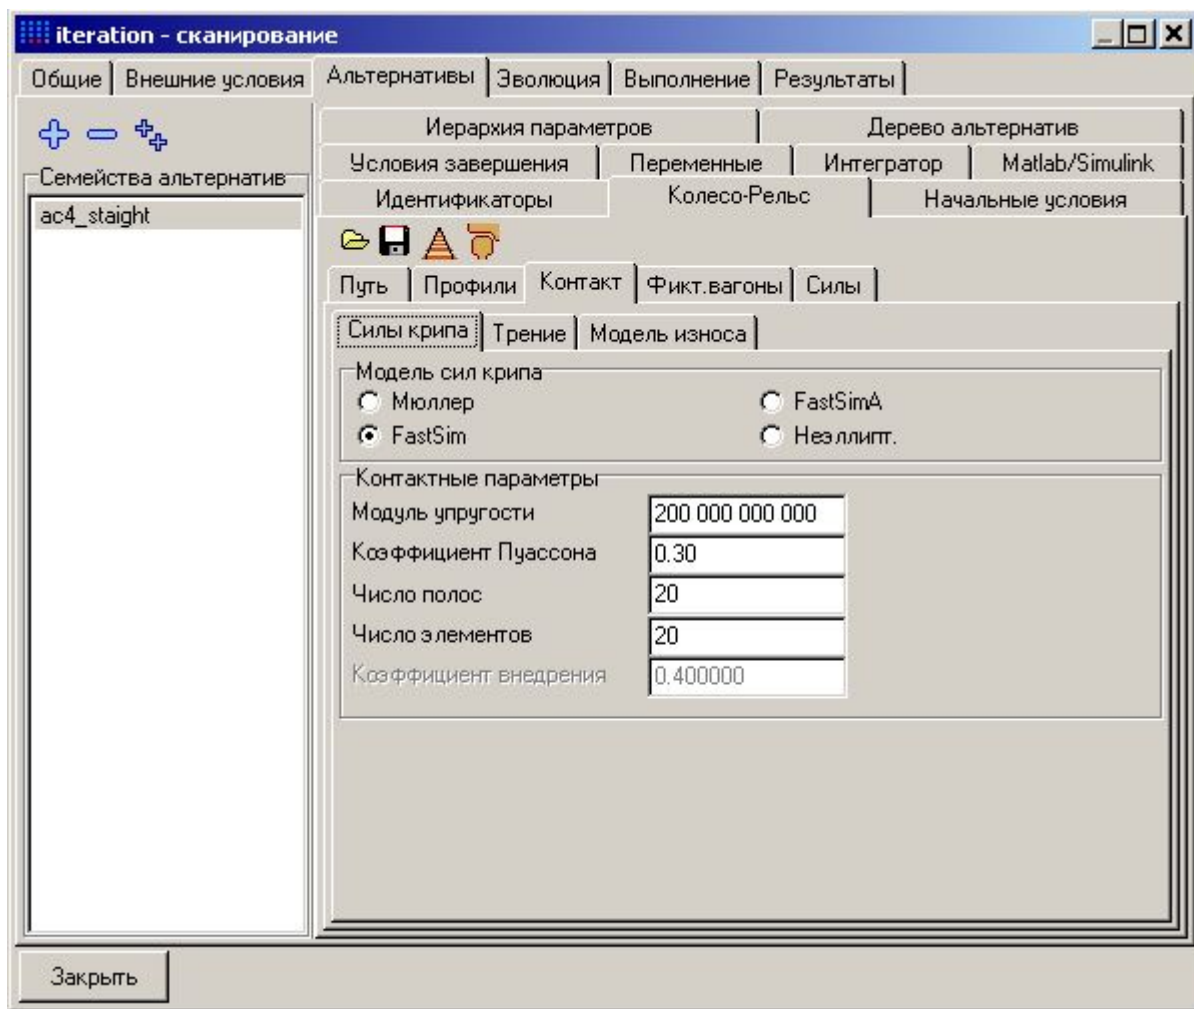 iteration - сканирование
Общие Внешние условия Альтернативы Эволюция Выполнение Результаты
Семейства альтернатив
ac4_staight
Иерархия параметров Дерево альтернатив
Условия завершения Переменные Интегратор Matlab/Simulink
Идентификаторы Колесо-Рельс Начальные условия
Путь Профили Контакт Фикт.вагоны Силы
Силы крипа Трение Модель износа
Модель сил крипа
Мюллер FastSimA
FastSim Неэллипт.
Контактные параметры
Модуль упругости 200 000 000 000
Коэффициент Пуассона 0.30
Число полос 20
Число элементов 20
Коэффициент внедрения 0.400000
Закрыть